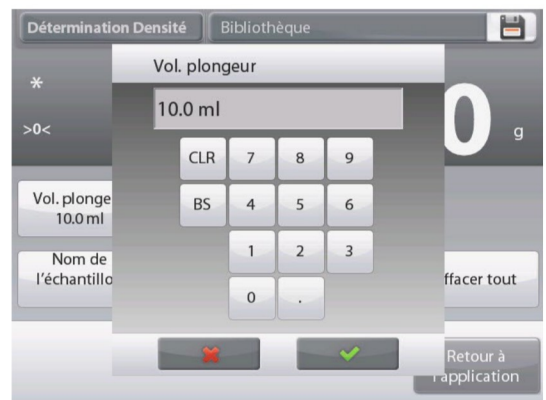 Détermination Densité
Bibliothèque
Vol. plongeur
10.0 ml
*
>0<
0 g
CLR 7 8 9
BS 4 5 6
1 2 3
0 .
Vol. plonge
10.0 ml
Nom de
l'échantillo
ffacer tout
Retour à
l'application